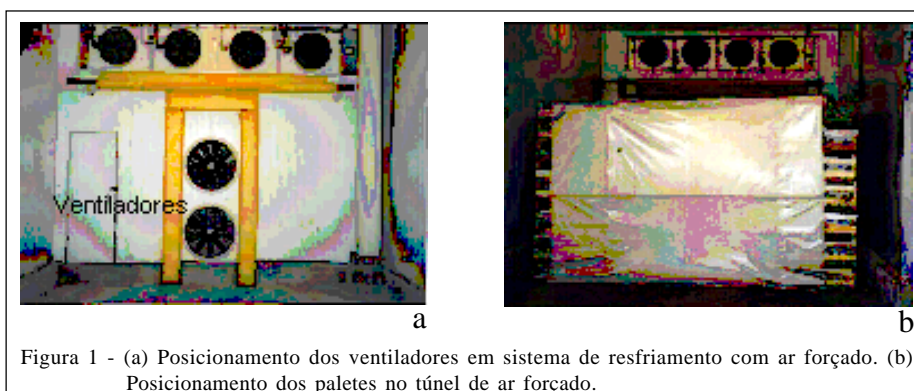 Ventiladores
a
b
Figura 1 - (a) Posicionamento dos ventiladores em sistema de resfriamento com ar forçado. (b)
Posicionamento dos paletes no túnel de ar forçado.